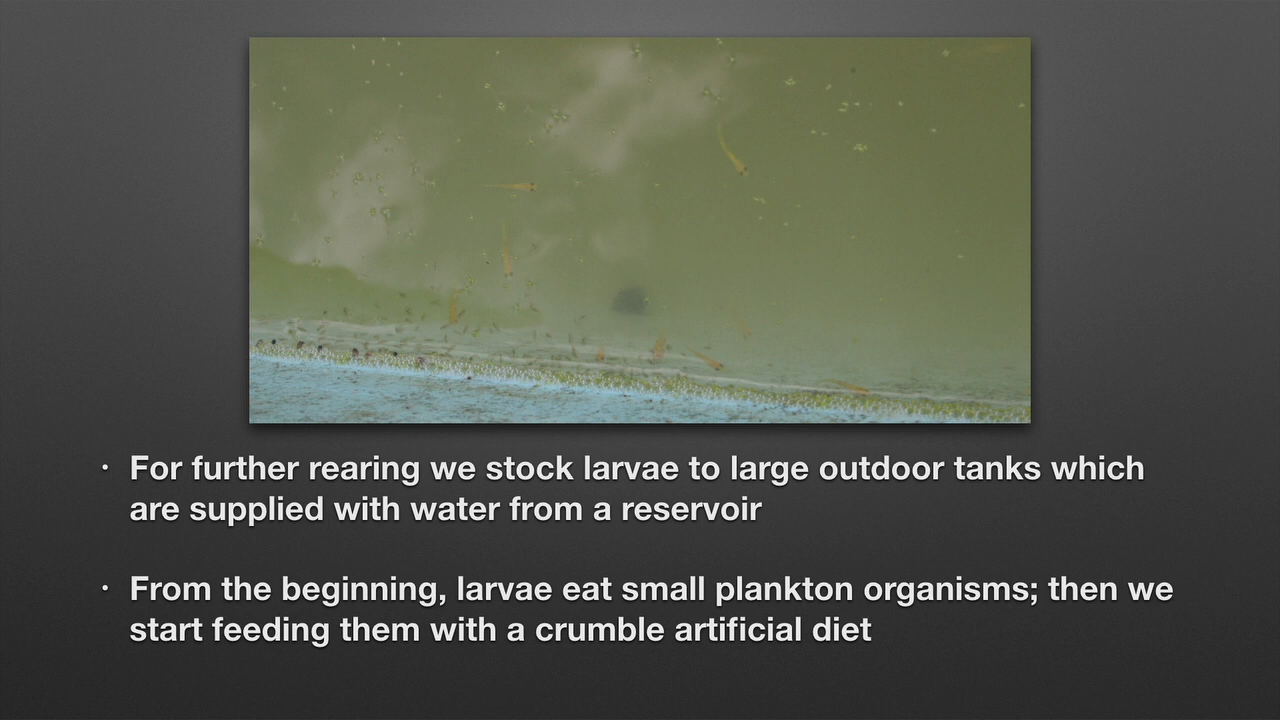 • For further rearing we stock larvae to large outdoor tanks which
are supplied with water from a reservoir
• From the beginning, larvae eat small plankton organisms; then we
start feeding them with a crumble artificial diet